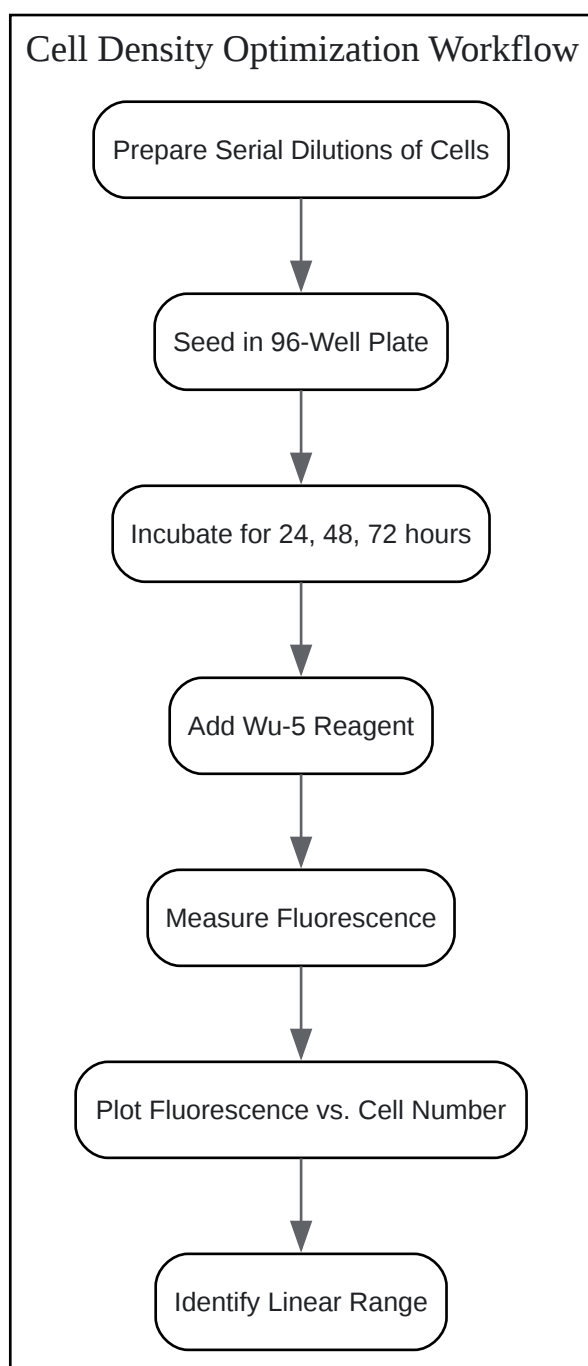 Cell Density Optimization Workflow
Prepare Serial Dilutions of Cells
Seed in 96-Well Plate
Incubate for 24, 48, 72 hours
Add Wu-5 Reagent
Measure Fluorescence
Plot Fluorescence vs. Cell Number
Identify Linear Range